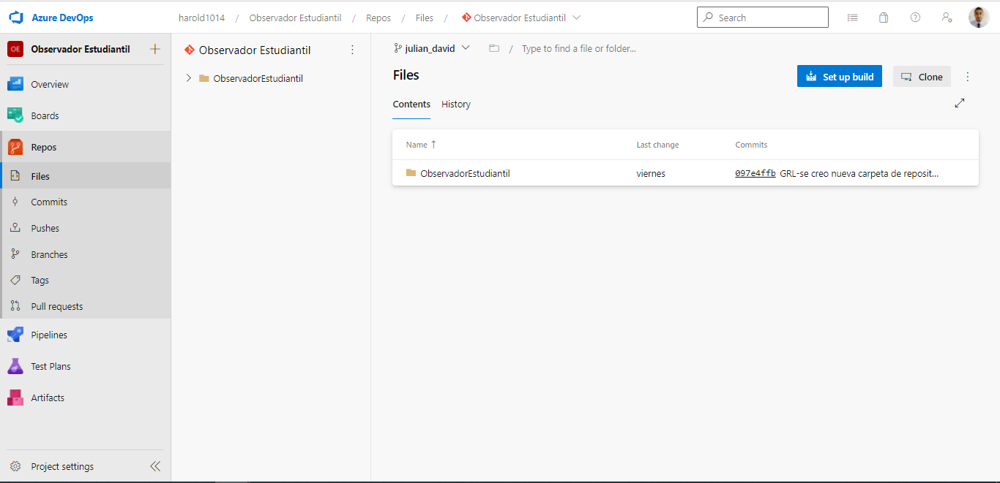 Azure DevOps
harold1014 / Observador Estudiantil / Repos / Files / Observador Estudiantil
Search
OE Observador Estudiantil
Overview
Boards
Repos
Files
Commits
Pushes
Branches
Tags
Pull requests
Pipelines
Test Plans
Artifacts
Project settings
Observador Estudiantil
ObservadorEstudiantil
julian_david / Type to find a file or folder...
Files
Set up build
Clone
Contents History
Name Last change Commits
ObservadorEstudiantil viernes 097e4ffb GRL-se creo nueva carpeta de reposit...